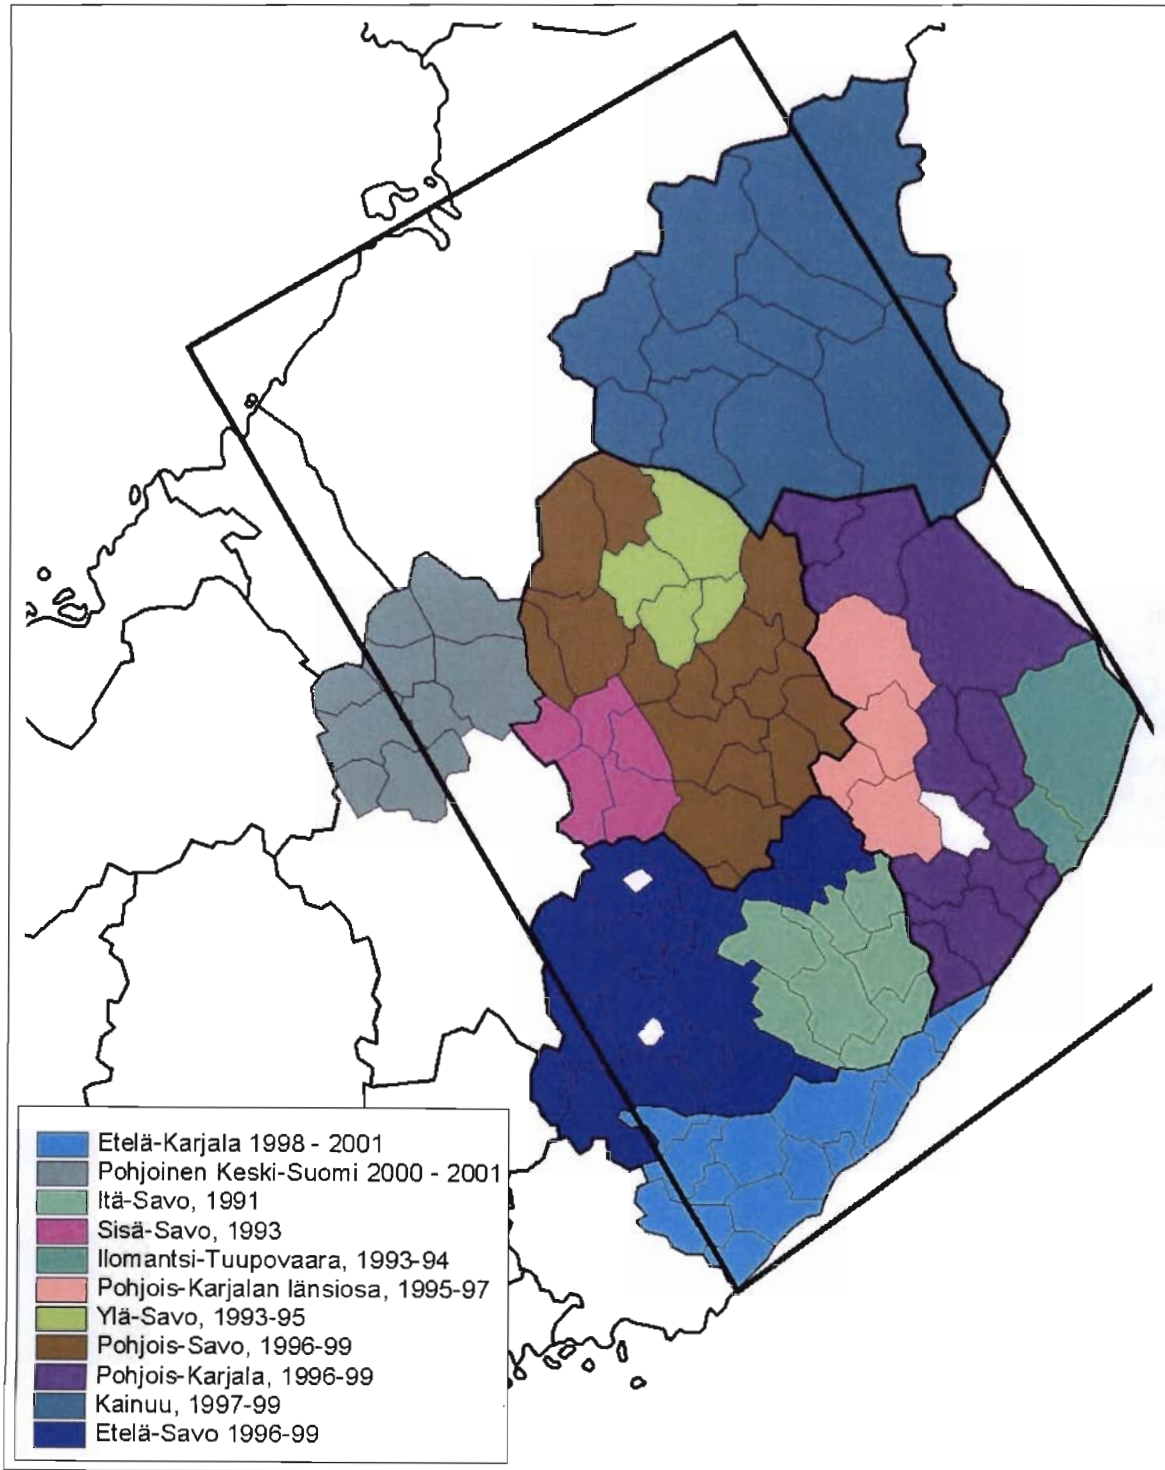 Etelä-Karjala 1998 - 2001
Pohjoinen Keski-Suomi 2000 - 2001
Itä-Savo, 1991
Sisä-Savo, 1993
Ilomantsi-Tuupovaara, 1993-94
Pohjois-Karjalan länsiosa, 1995-97
Ylä-Savo, 1993-95
Pohjois-Savo, 1996-99
Pohjois-Karjala, 1996-99
Kainuu, 1997-99
Etelä-Savo 1996-99